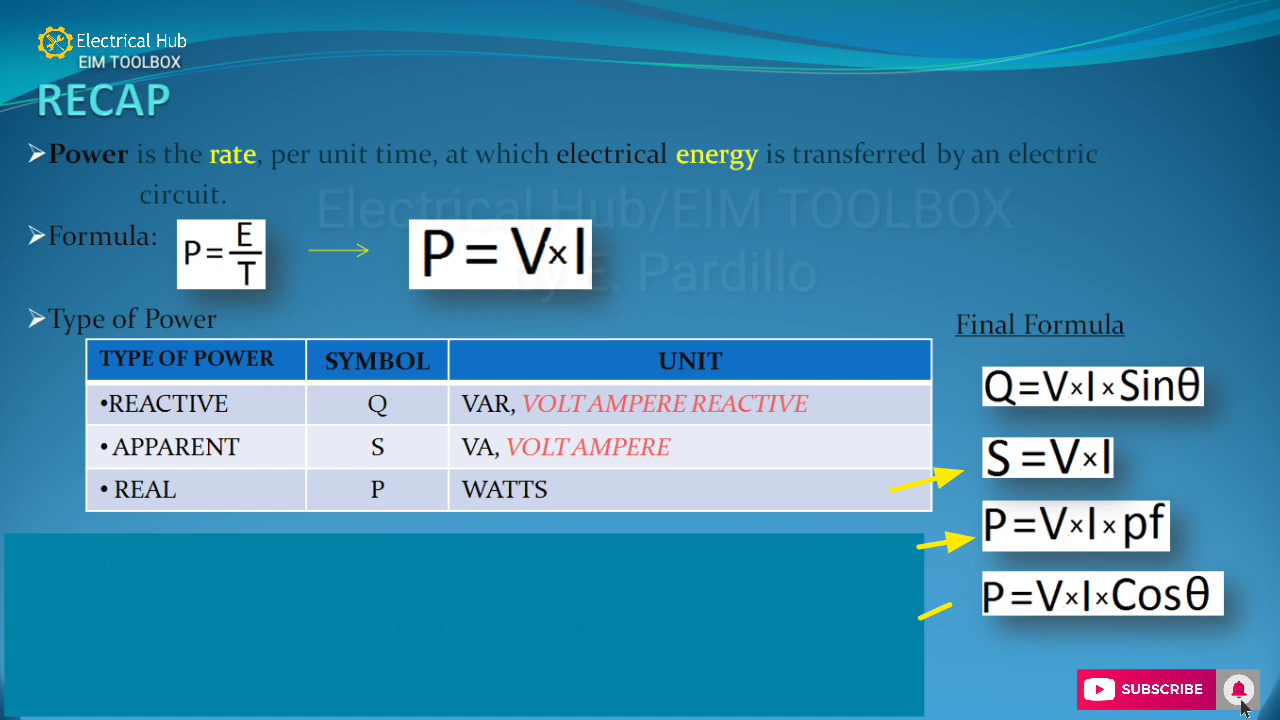 Electrical Hub
EIM TOOLBOX
RECAP
➢Power is the rate, per unit time, at which electrical energy is transferred by an electric
circuit.
Electrical Hub/EIM TOOLBOX
by E. Pardillo
➢Formula: P = E/T → P = V×I
➢Type of Power
TYPE OF POWER SYMBOL UNIT
•REACTIVE Q VAR, VOLT AMPERE REACTIVE
• APPARENT S VA, VOLT AMPERE
• REAL P WATTS
Final Formula
Q=V×I×Sinθ
S =V×I
P =V×I×pf
P =V×I×Cosθ
SUBSCRIBE